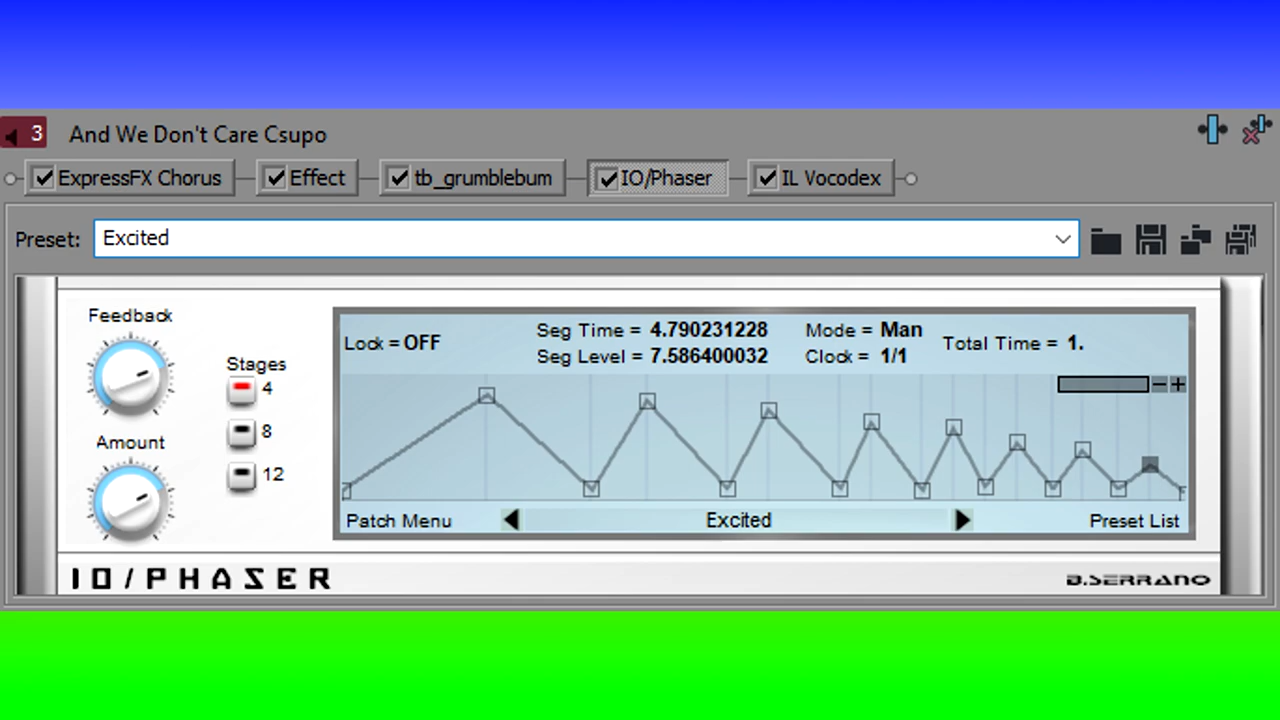 3 And We Don't Care Csupo
ExpressFX Chorus Effect tb_grumblebum IO/Phaser IL Vocodex
Preset: Excited
Feedback
Lock = OFF Seg Time = 4.790231228 Mode = Man Total Time = 1.
Seg Level = 7.586400032 Clock = 1/1
Stages
4
8
12
Amount
Patch Menu Excited Preset List
IO/PHASER B.SERRANO